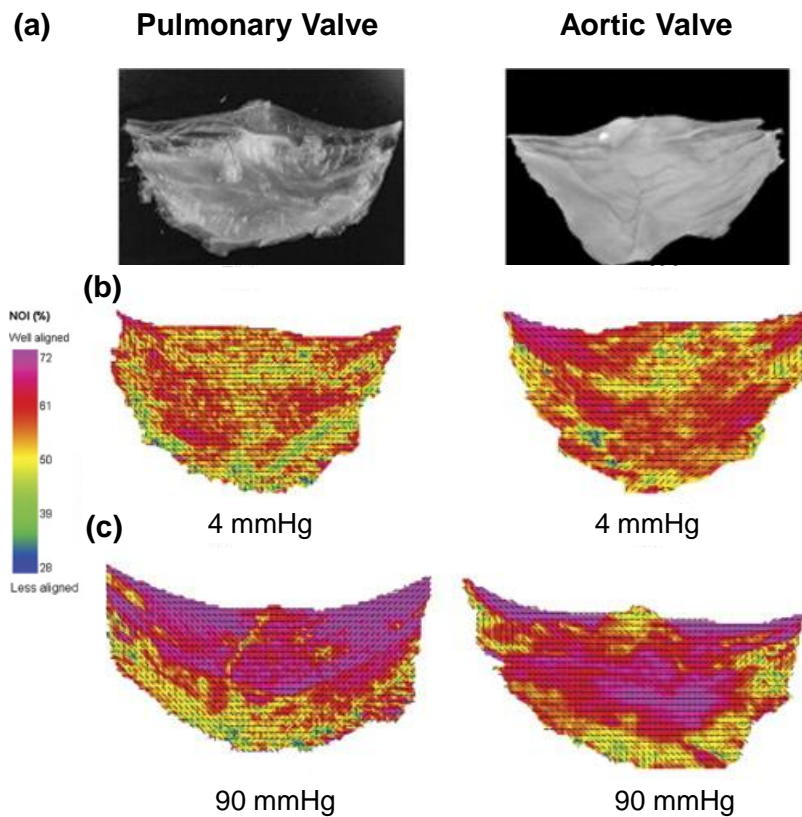 (a) Pulmonary Valve Aortic Valve
(b)
NOI (%)
Well aligned
72
61
50
39
28
Less aligned
4 mmHg 4 mmHg
(c)
90 mmHg 90 mmHg